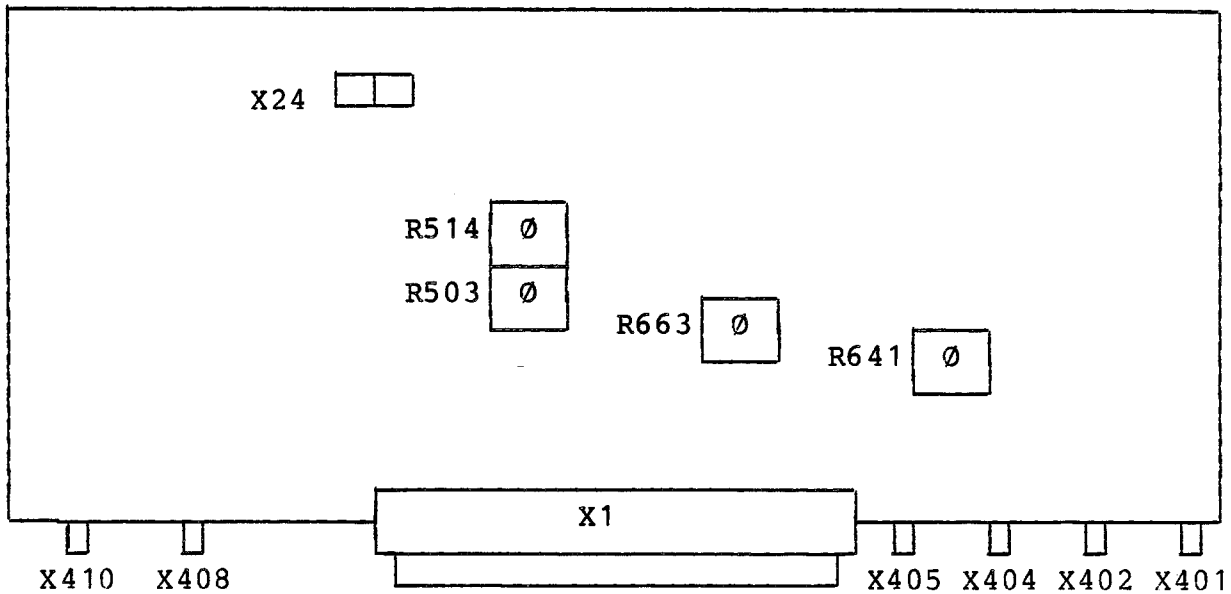 X24
R514 Ø
R503 Ø
R663 Ø
R641 Ø
X1
X410 X408 X405 X404 X402 X401